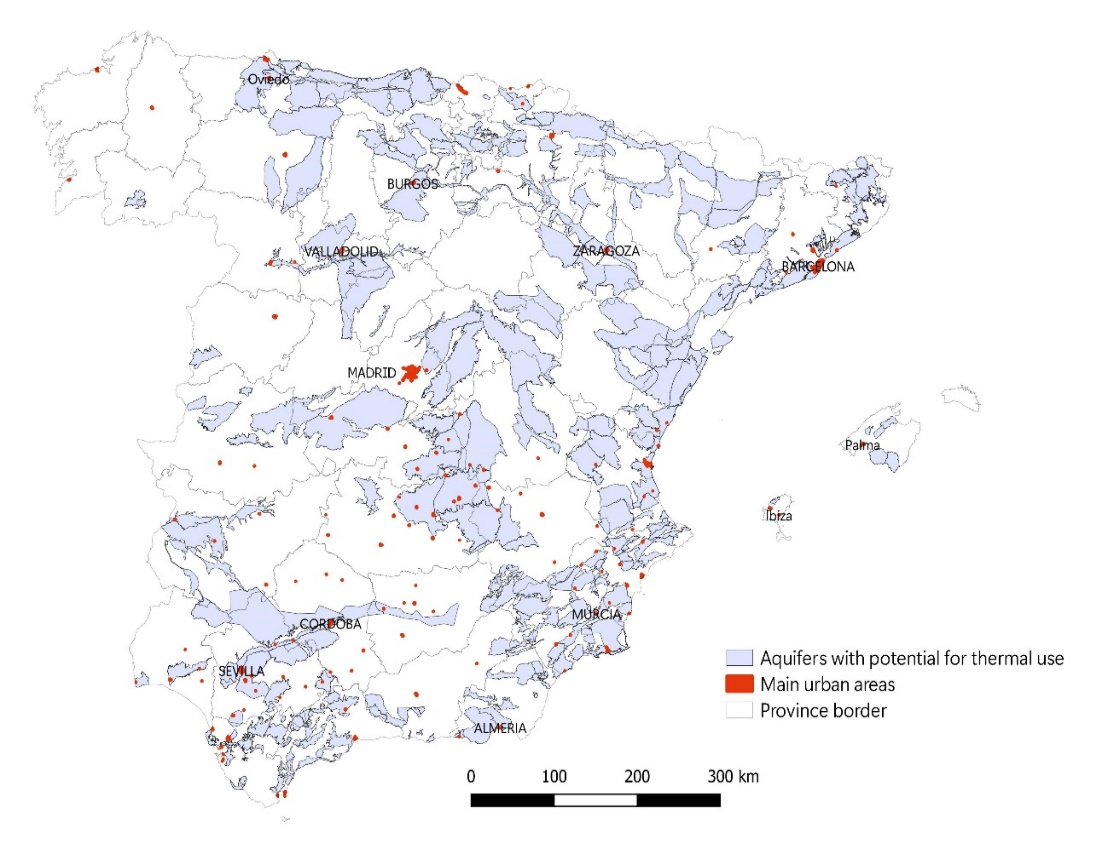 Oviedo
BURGOS
VALLADOLID
ZARAGOZA
BARCELONA
MADRID
Palma
Ibiza
CORDOBA
MURCIA
SEVILLA
ALMERIA
Aquifers with potential for thermal use
Main urban areas
Province border
0 100 200 300 km